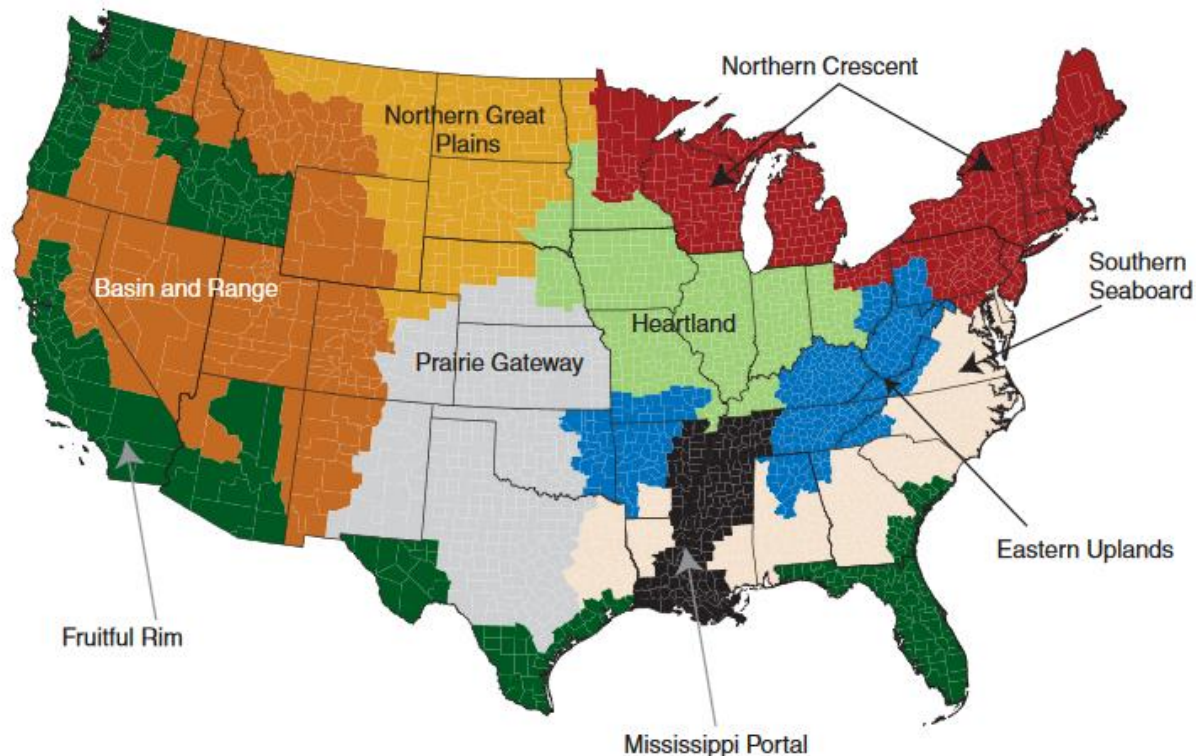 Northern Crescent
Northern Great
Plains
Southern
Seaboard
Basin and Range
Heartland
Prairie Gateway
Eastern Uplands
Fruitful Rim
Mississippi Portal